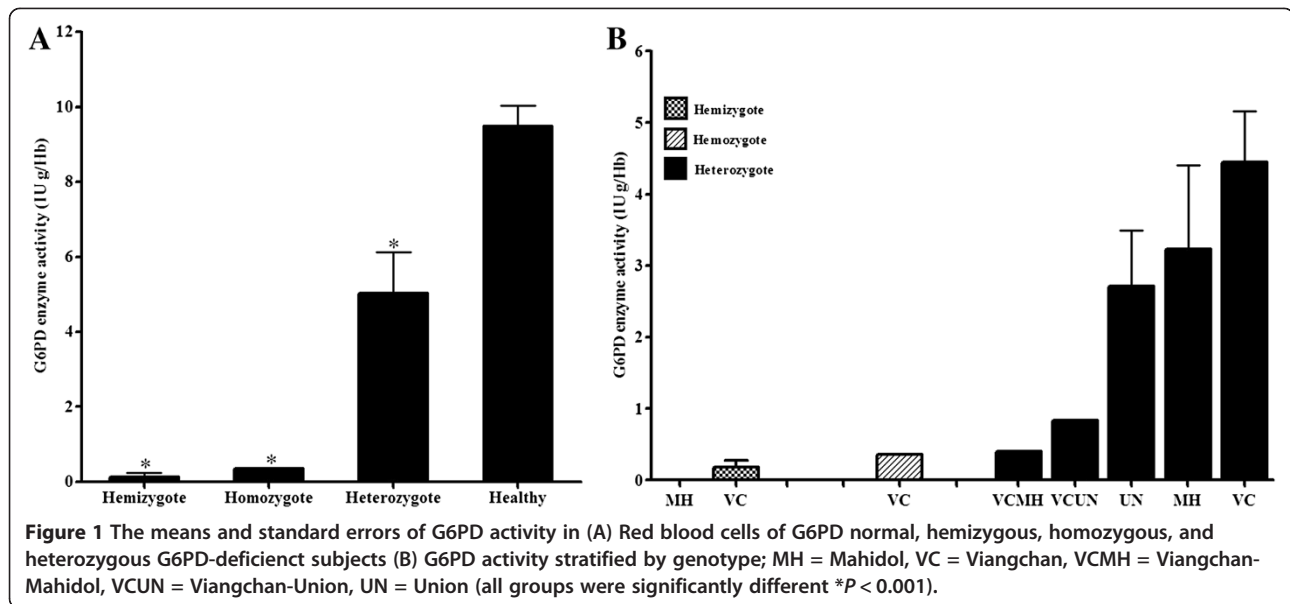 A
12
10
8
6
4
2
0
G6PD enzyme activity (IU g/Hb)
*
*
*
Hemizygote Homozygote Heterozygote Healthy
B
6
5
4
3
2
1
0
G6PD enzyme activity (IU g/Hb)
Hemizygote
Hemozygote
Heterozygote
MH VC VC VCMH VCUN UN MH VC
Figure 1 The means and standard errors of G6PD activity in (A) Red blood cells of G6PD normal, hemizygous, homozygous, and
heterozygous G6PD-deficienct subjects (B) G6PD activity stratified by genotype; MH = Mahidol, VC = Viangchan, VCMH = Viangchan-
Mahidol, VCUN = Viangchan-Union, UN = Union (all groups were significantly different *P < 0.001).